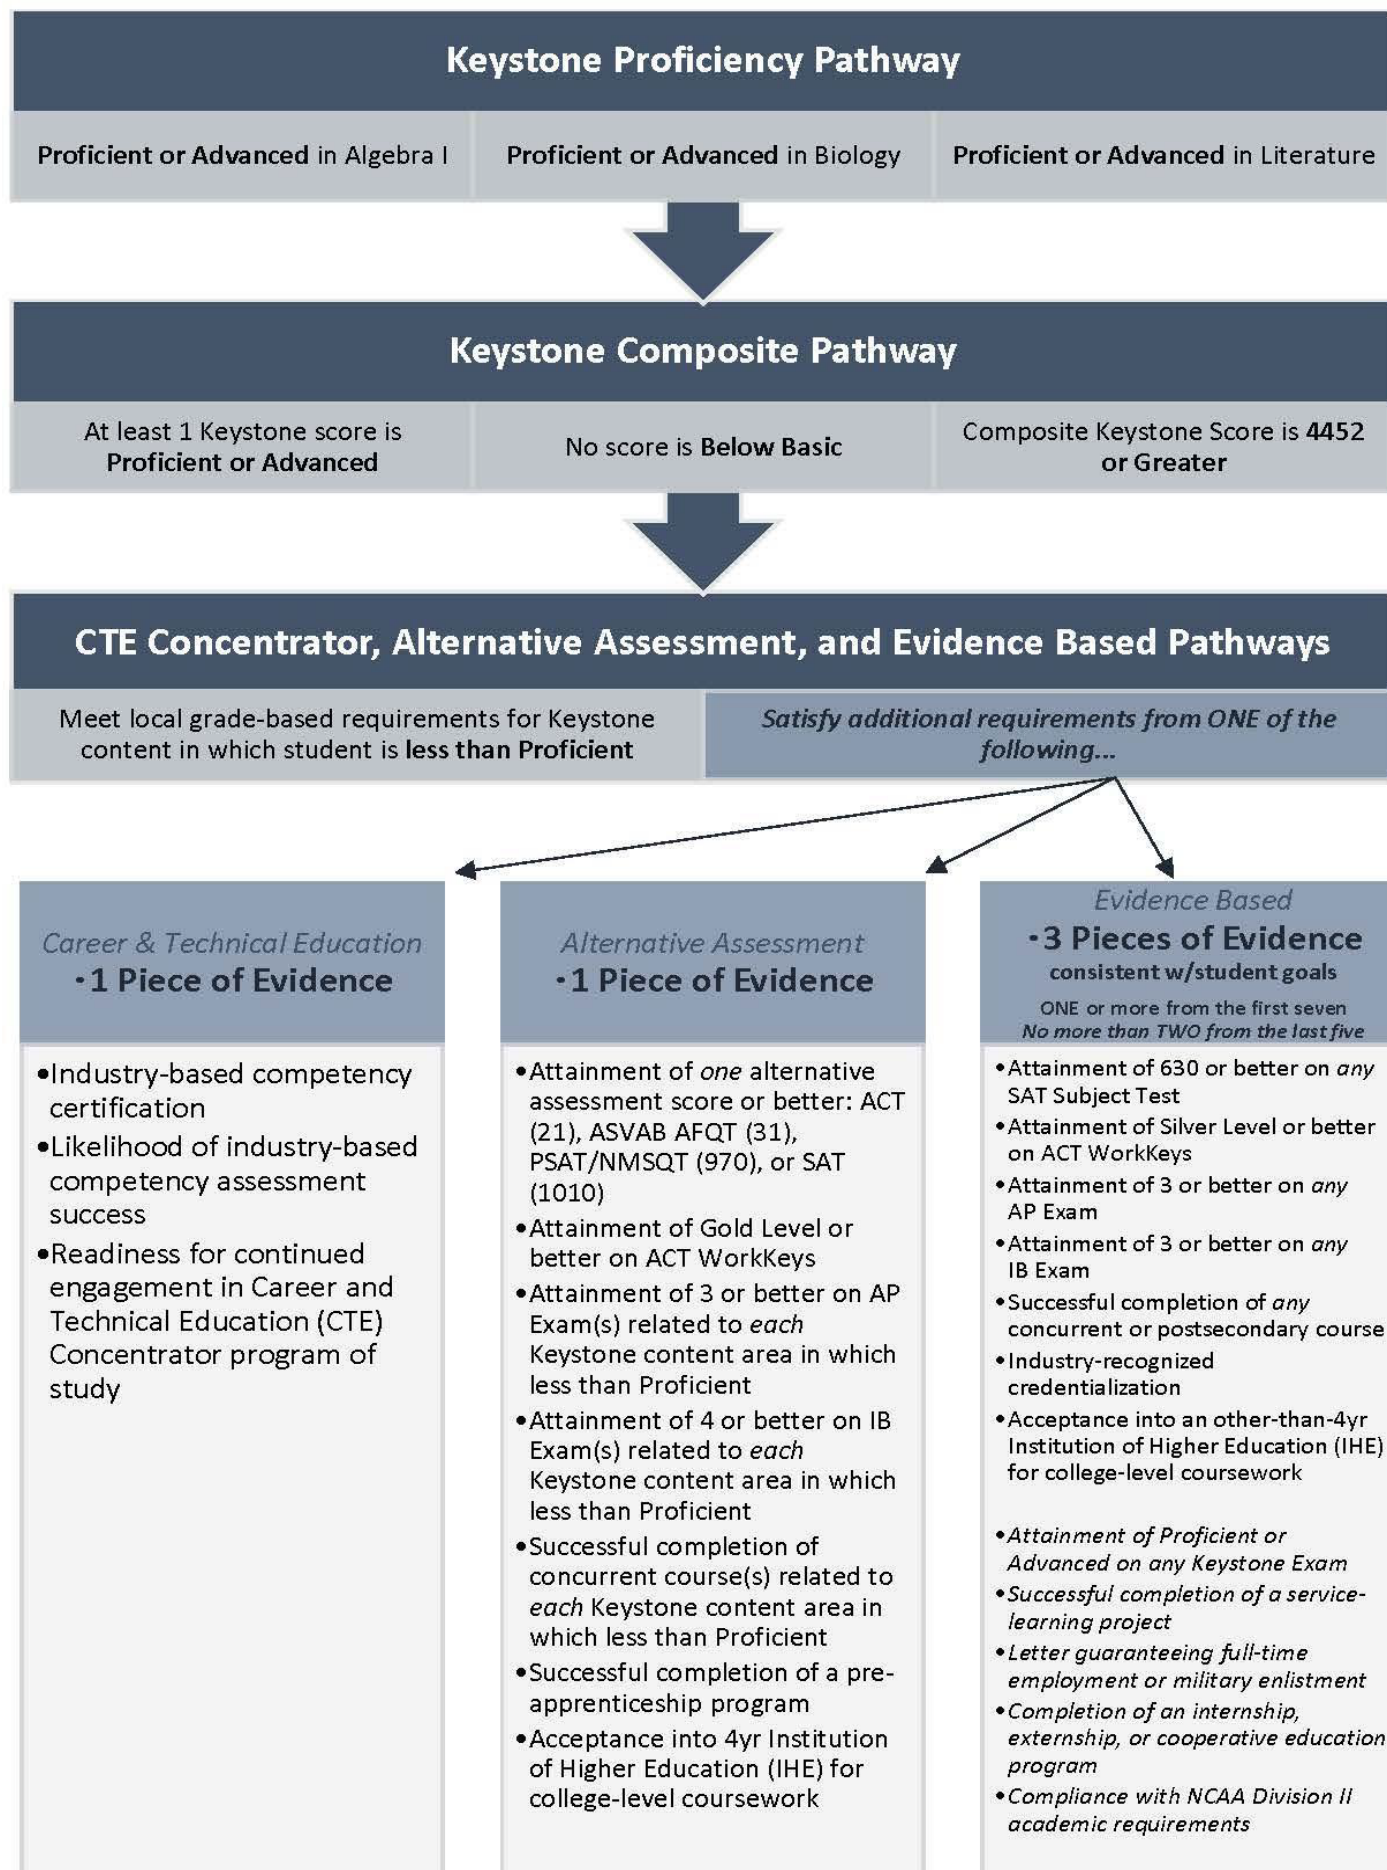 Keystone Proficiency Pathway
Proficient or Advanced in Algebra I
Proficient or Advanced in Biology
Proficient or Advanced in Literature
Keystone Composite Pathway
At least 1 Keystone score is
Proficient or Advanced
No score is Below Basic
Composite Keystone Score is 4452
or Greater
CTE Concentrator, Alternative Assessment, and Evidence Based Pathways
Meet local grade-based requirements for Keystone
content in which student is less than Proficient
Satisfy additional requirements from ONE of the
following...
Career & Technical Education
•1 Piece of Evidence
•Industry-based competency
certification
•Likelihood of industry-based
competency assessment
success
•Readiness for continued
engagement in Career and
Technical Education (CTE)
Concentrator program of
study
Alternative Assessment
•1 Piece of Evidence
•Attainment of one alternative
assessment score or better: ACT
(21), ASVAB AFQT (31),
PSAT/NMSQT (970), or SAT
(1010)
•Attainment of Gold Level or
better on ACT WorkKeys
•Attainment of 3 or better on AP
Exam(s) related to each
Keystone content area in which
less than Proficient
•Attainment of 4 or better on IB
Exam(s) related to each
Keystone content area in which
less than Proficient
•Successful completion of
concurrent course(s) related to
each Keystone content area in
which less than Proficient
•Successful completion of a pre-
apprenticeship program
•Acceptance into 4yr Institution
of Higher Education (IHE) for
college-level coursework
Evidence Based
•3 Pieces of Evidence
consistent w/student goals
ONE or more from the first seven
No more than TWO from the last five
•Attainment of 630 or better on any
SAT Subject Test
•Attainment of Silver Level or better
on ACT WorkKeys
•Attainment of 3 or better on any
AP Exam
•Attainment of 3 or better on any
IB Exam
•Successful completion of any
concurrent or postsecondary course
•Industry-recognized
credentialization
•Acceptance into an other-than-4yr
Institution of Higher Education (IHE)
for college-level coursework
•Attainment of Proficient or
Advanced on any Keystone Exam
•Successful completion of a service-
learning project
•Letter guaranteeing full-time
employment or military enlistment
•Completion of an internship,
externship, or cooperative education
program
•Compliance with NCAA Division II
academic requirements